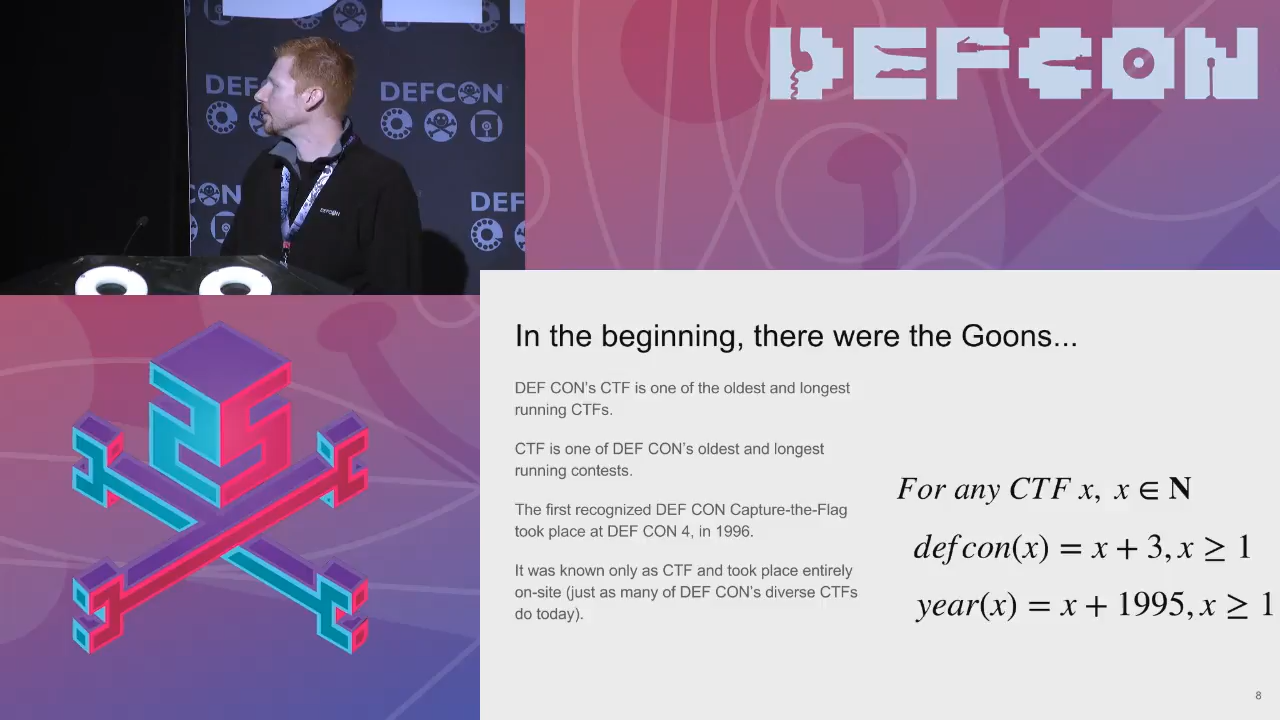 DEFCON
DEFCON
DEF
DEFCON
DEFCON
In the beginning, there were the Goons...
DEF CON's CTF is one of the oldest and longest
running CTFs.
CTF is one of DEF CON's oldest and longest
running contests.
The first recognized DEF CON Capture-the-Flag
took place at DEF CON 4, in 1996.
It was known only as CTF and took place entirely
on-site (just as many of DEF CON's diverse CTFs
do today).
For any CTF x, x ∈ N
defcon(x) = x + 3, x ≥ 1
year(x) = x + 1995, x ≥ 1
8